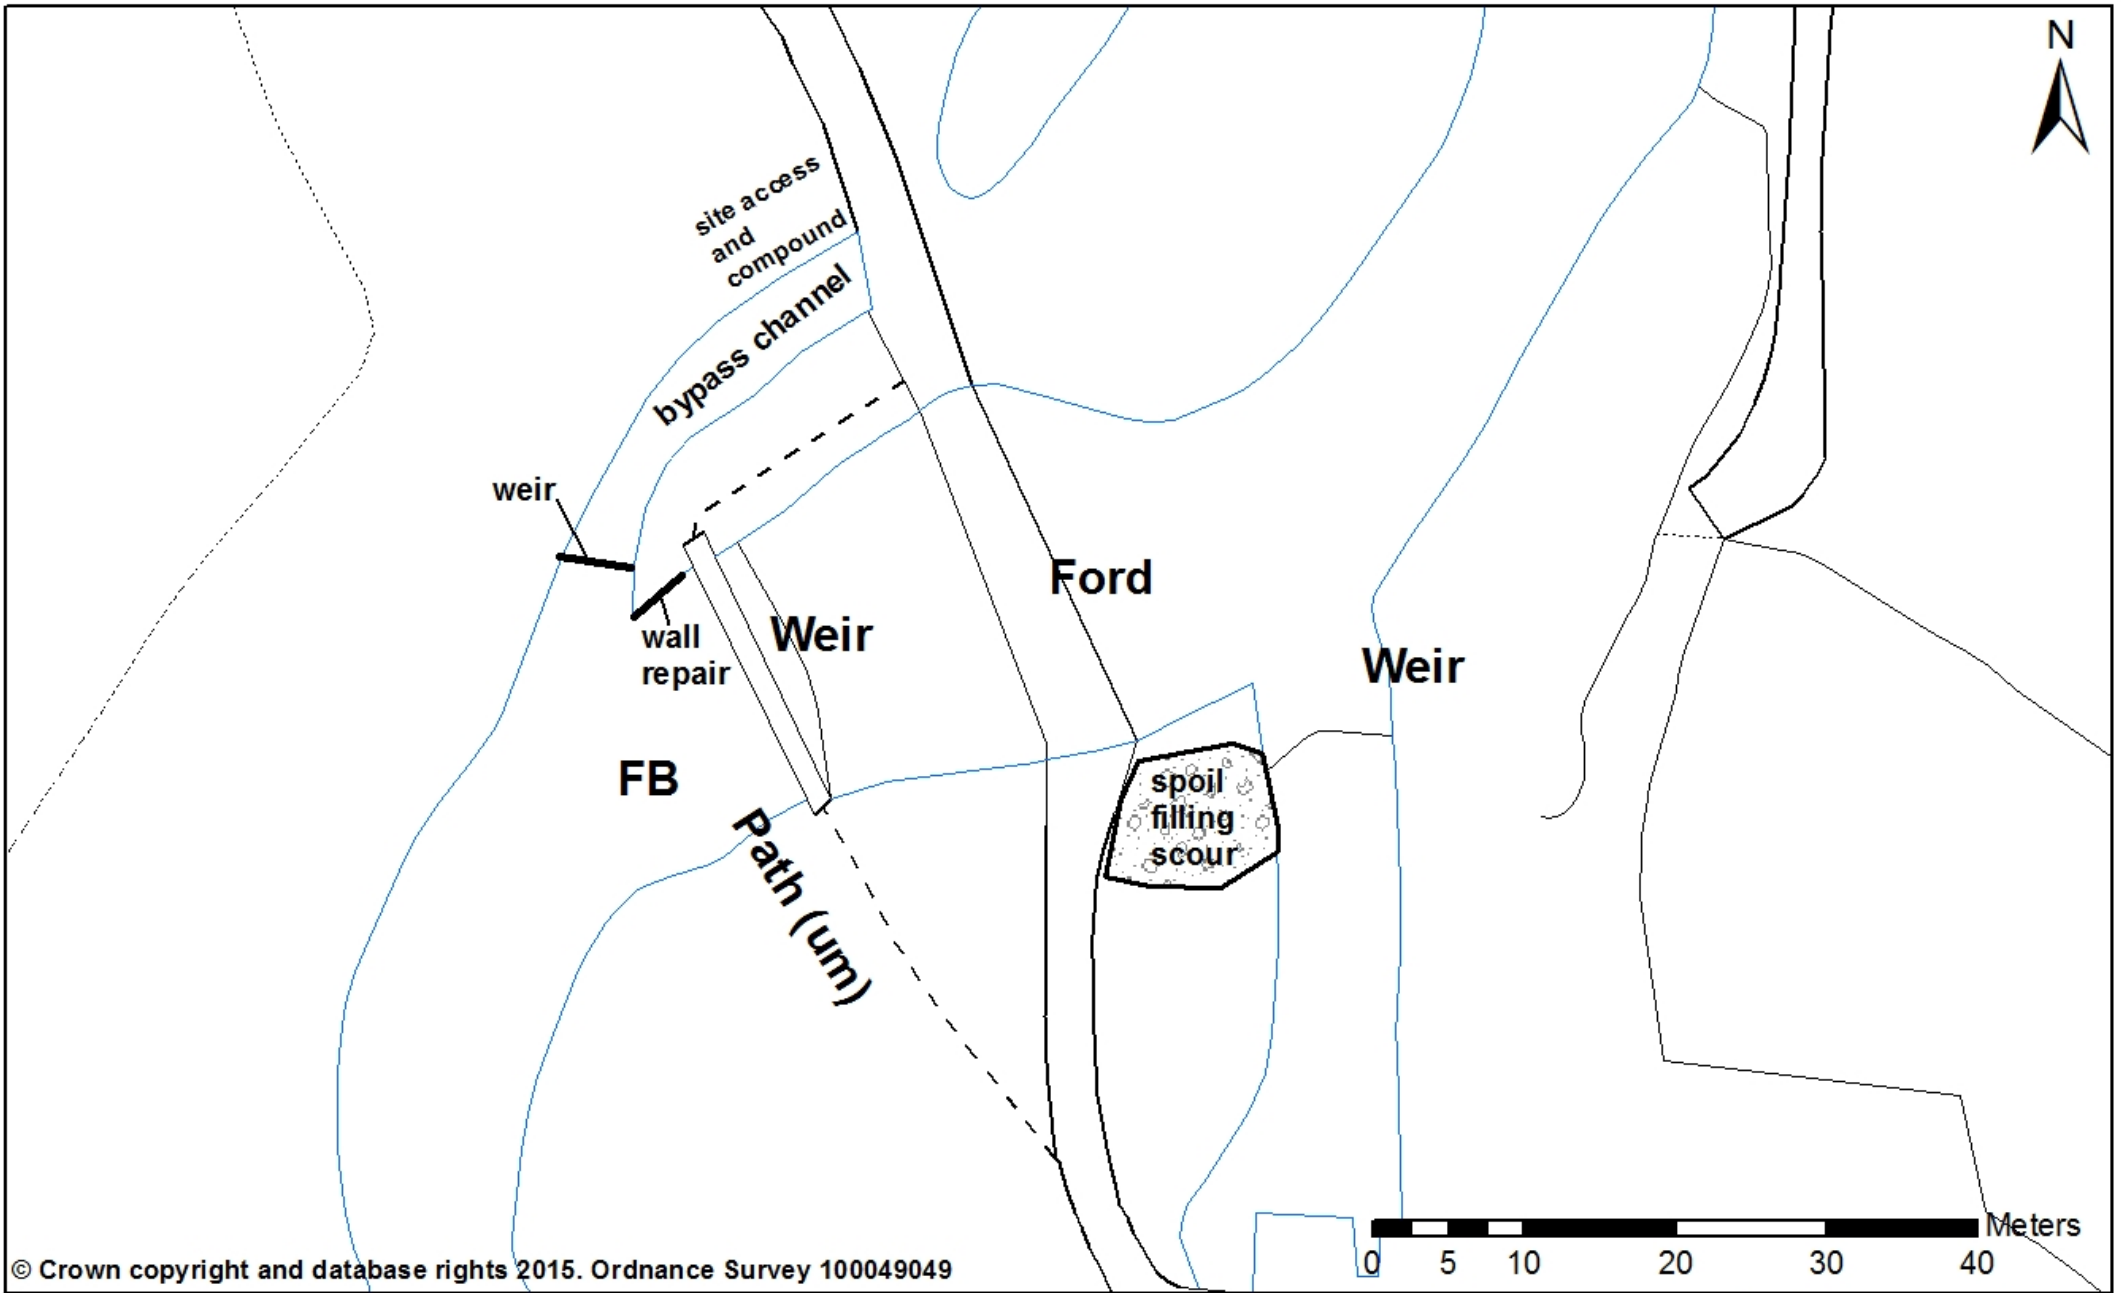 N
site access
and
compound
bypass channel
weir
Ford
wall
repair
Weir
Weir
FB
spoil
filling
scour
Path (um)
Meters
0 5 10 20 30 40
© Crown copyright and database rights 2015. Ordnance Survey 100049049